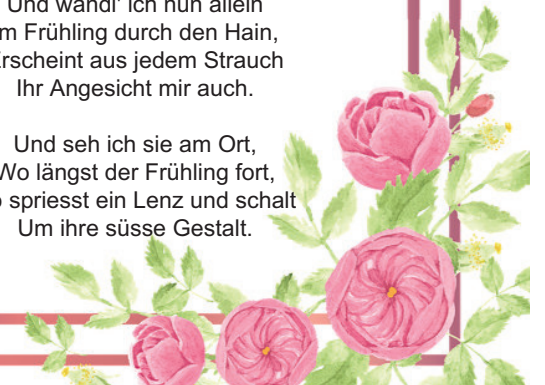 Und wandl' ich nun allein
m Frühling durch den Hain,
rscheint aus jedem Strauch
Ihr Angesicht mir auch.
Und seh ich sie am Ort,
Wo längst der Frühling fort,
spriesst ein Lenz und schalt
Um ihre süsse Gestalt.